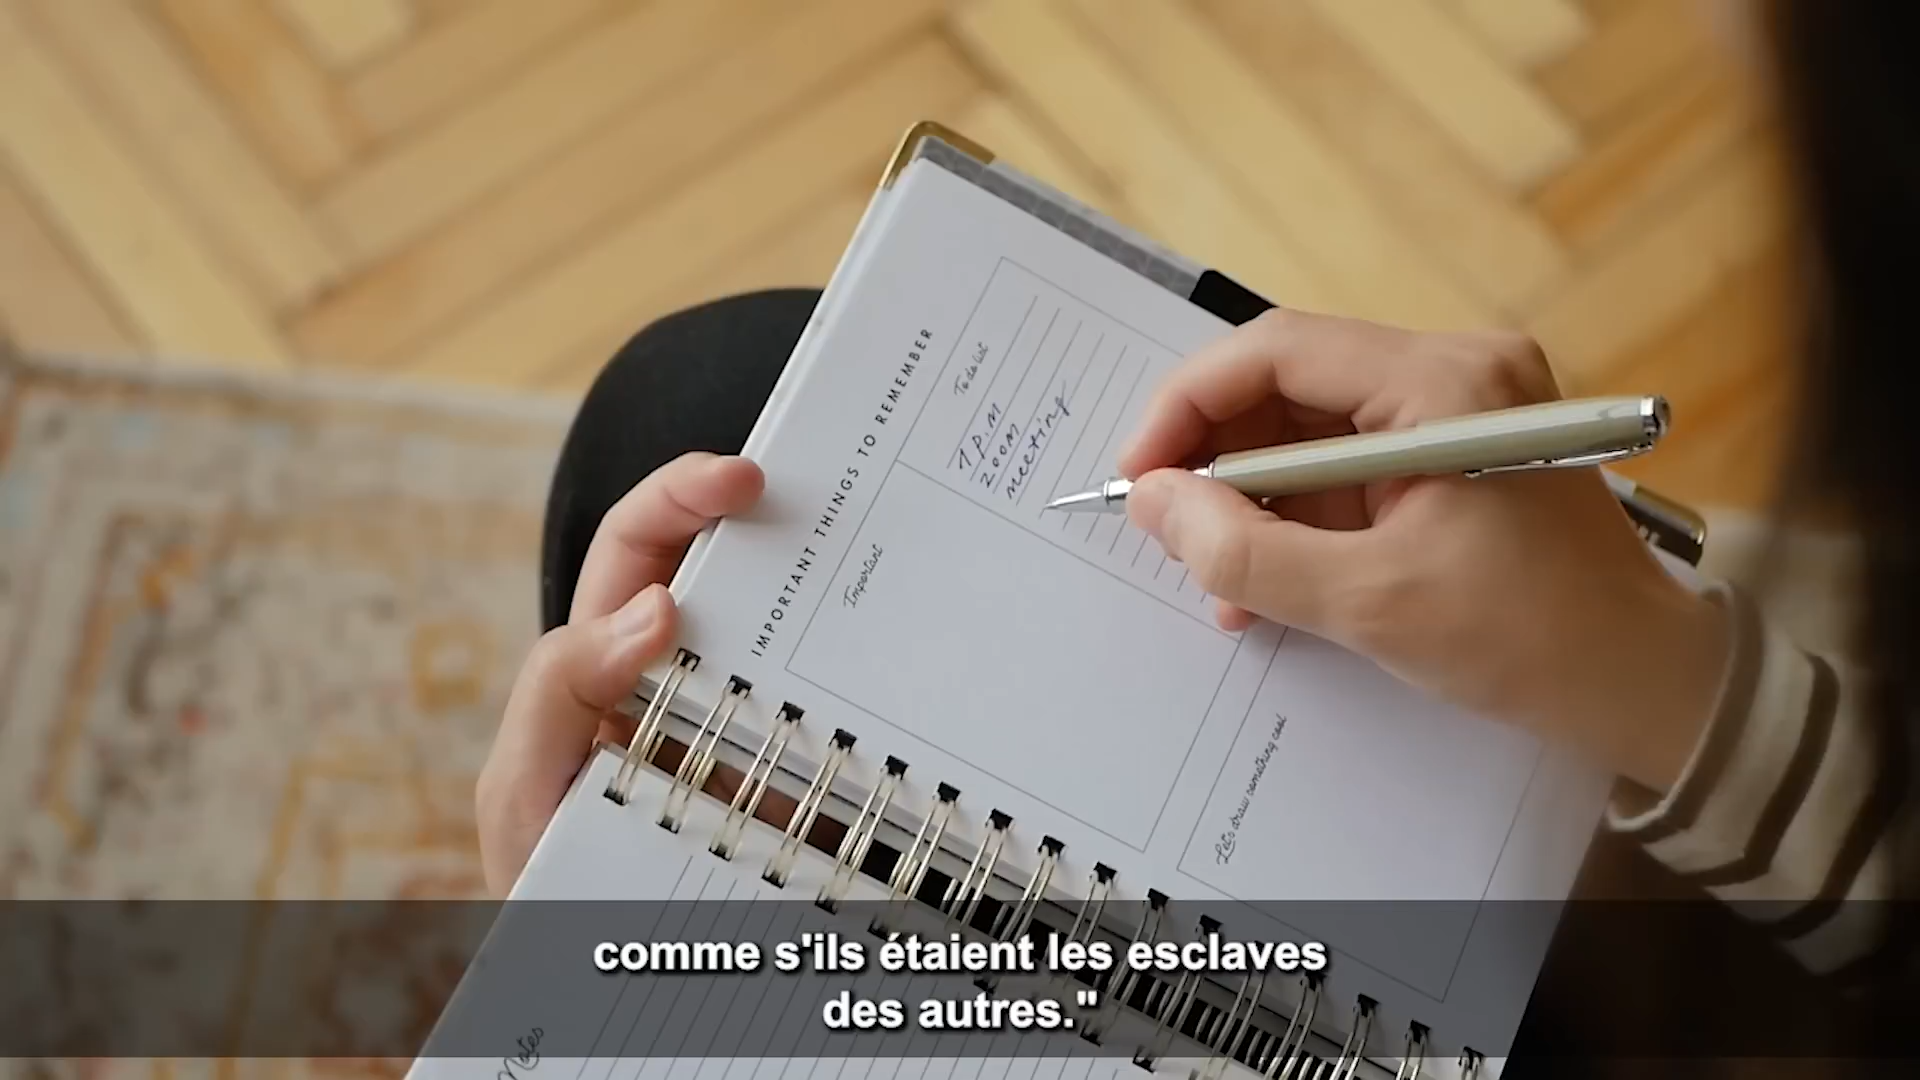 IMPORTANT THINGS TO REMEMBER
To do list
1 P.M
zoom
meeting
Important
Let's draw something cool
Notes
comme s'ils étaient les esclaves
des autres."